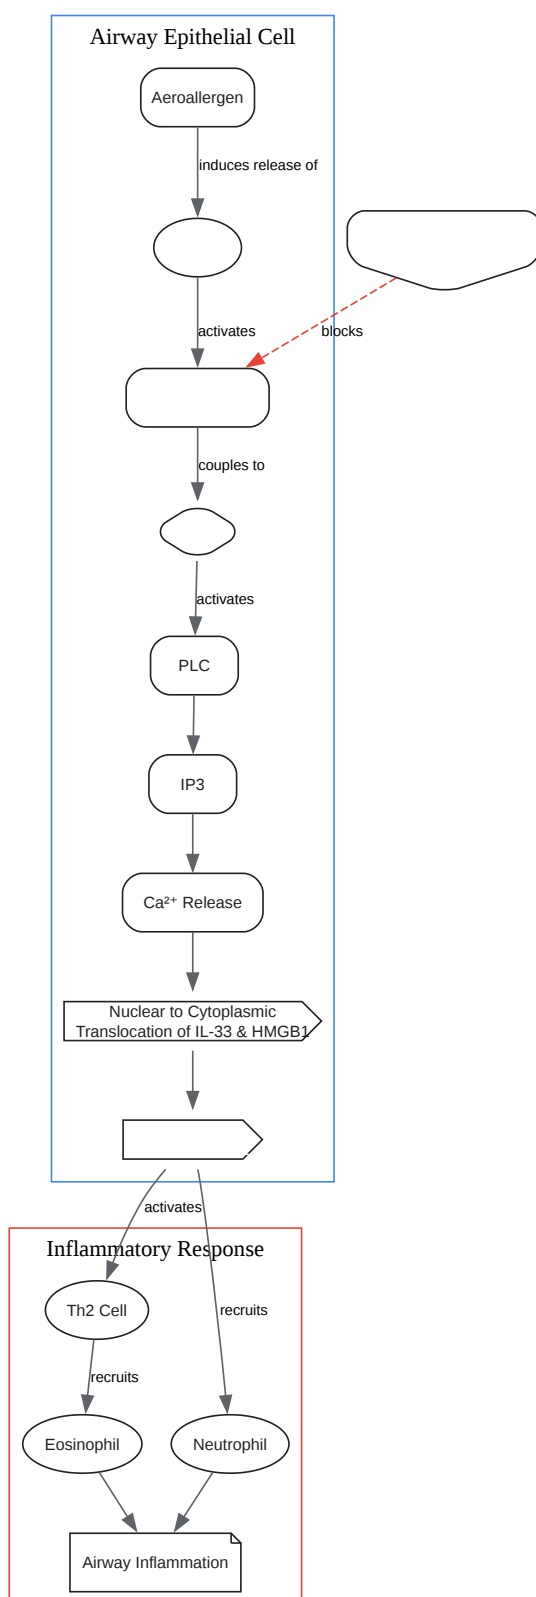 Airway Epithelial Cell
Aeroallergen
induces release of
activates
blocks
couples to
activates
PLC
IP3
Ca²⁺ Release
Nuclear to Cytoplasmic
Translocation of IL-33 & HMGB1
activates
Inflammatory Response
Th2 Cell
recruits
recruits
Eosinophil
Neutrophil
Airway Inflammation